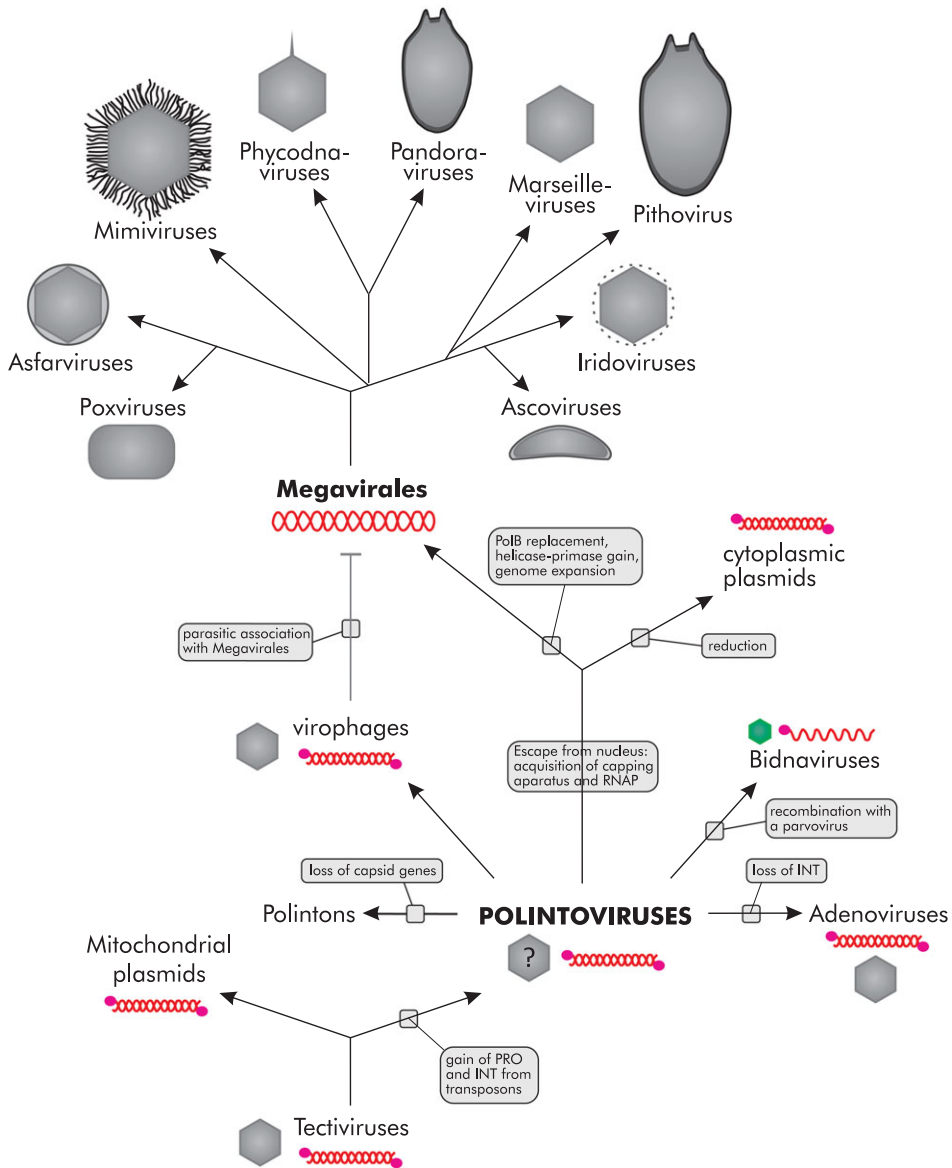 Phycodna-
viruses
Pandora-
viruses
Marseille-
viruses
Pithovirus
Mimiviruses
Asfarviruses
Iridoviruses
Poxviruses
Ascoviruses
Megavirales
PolB replacement,
helicase-primase gain,
genome expansion
cytoplasmic
plasmids
parasitic association
with Megavirales
reduction
virophages
Escape from nucleus:
acquisition of capping
apparatus and RNAP
Bidnaviruses
recombination with
a parvovirus
loss of capsid genes
loss of INT
Polintons
POLINTOVIRUSES
Adenoviruses
?
Mitochondrial
plasmids
gain of PRO
and INT from
transposons
Tectiviruses